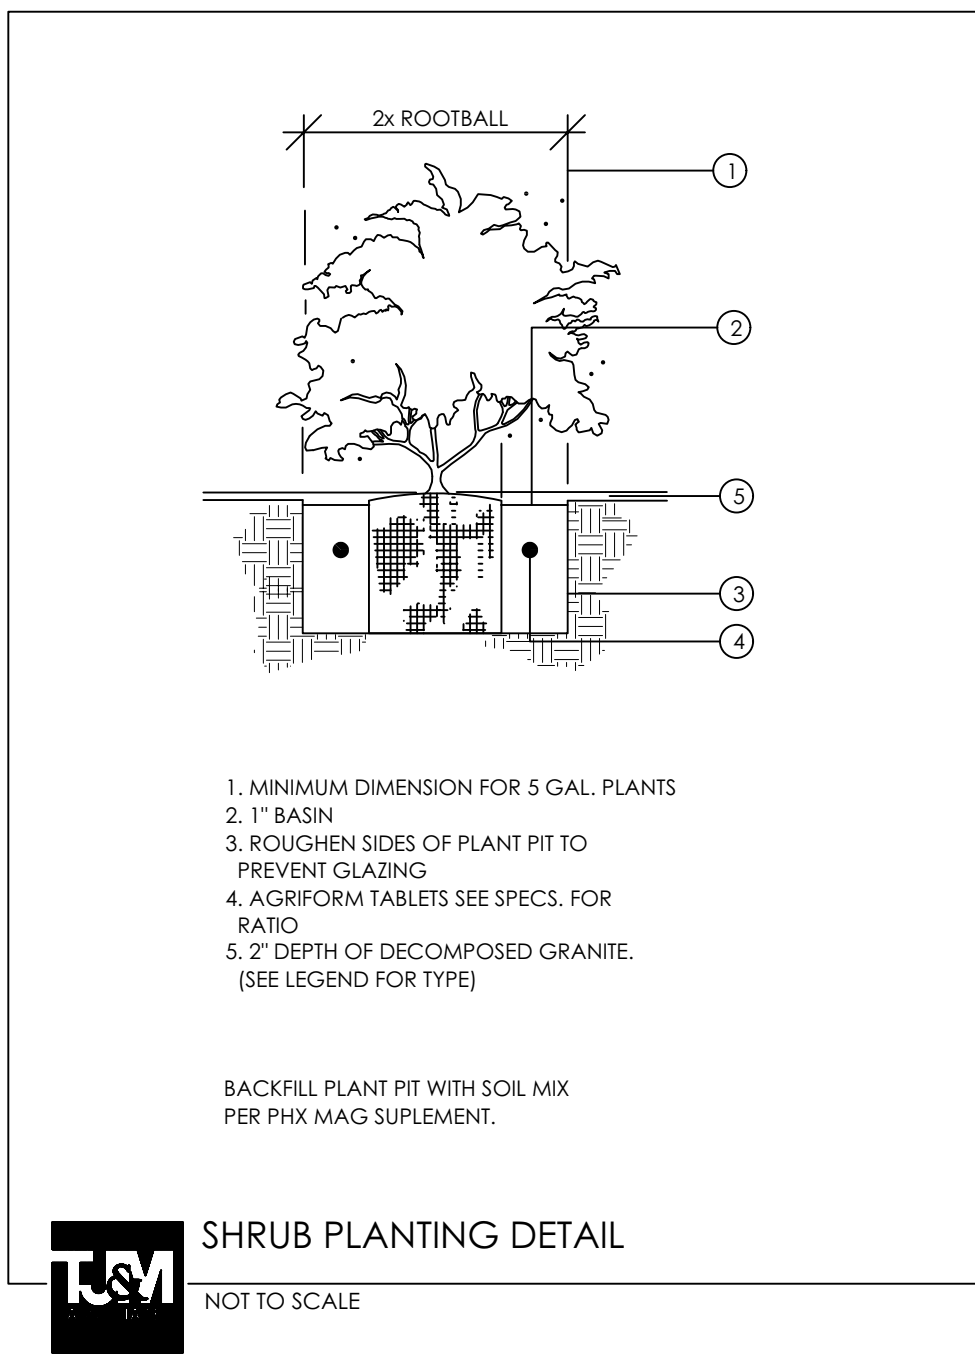 2x ROOTBALL
1
2
5
3
4
1. MINIMUM DIMENSION FOR 5 GAL. PLANTS
2. 1" BASIN
3. ROUGHEN SIDES OF PLANT PIT TO
PREVENT GLAZING
4. AGRIFORM TABLETS SEE SPECS. FOR
RATIO
5. 2" DEPTH OF DECOMPOSED GRANITE.
(SEE LEGEND FOR TYPE)
BACKFILL PLANT PIT WITH SOIL MIX
PER PHX MAG SUPLEMENT.
SHRUB PLANTING DETAIL
T.J.&M
NOT TO SCALE